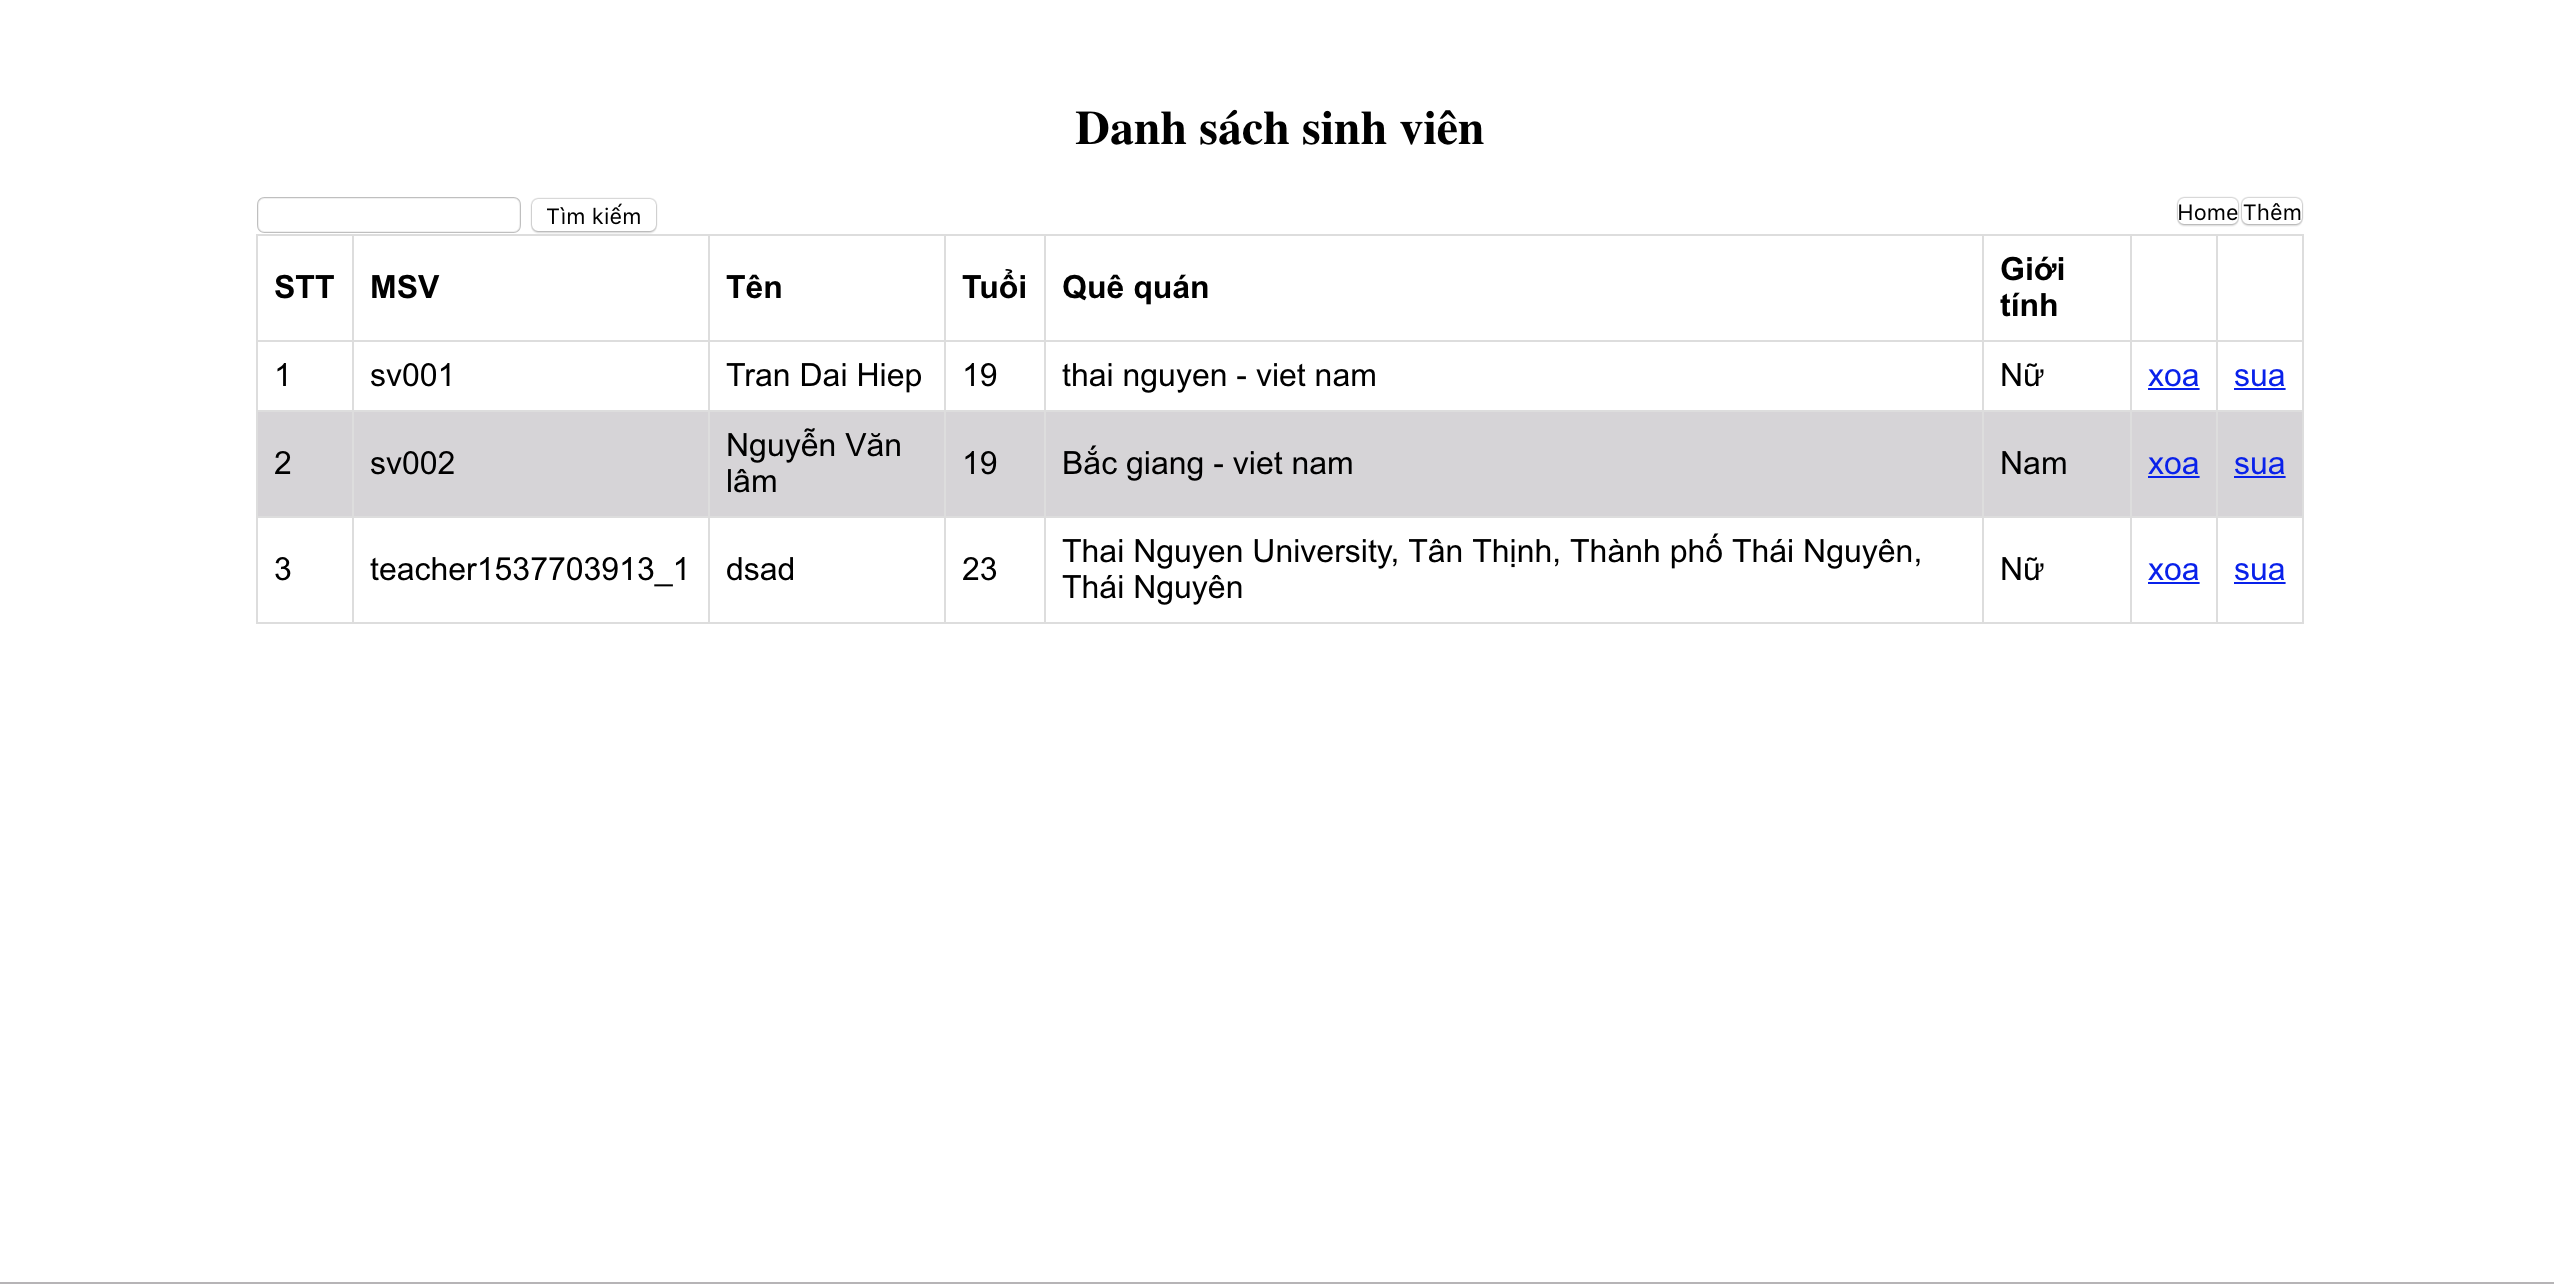 Danh sách sinh viên
Tìm kiếm Home Thêm
STT MSV Tên Tuổi Quê quán Giới
tính
1 sv001 Tran Dai Hiep 19 thai nguyen - viet nam Nữ xoa sua
2 sv002 Nguyễn Văn
lâm 19 Bắc giang - viet nam Nam xoa sua
3 teacher1537703913_1 dsad 23 Thai Nguyen University, Tân Thịnh, Thành phố Thái Nguyên,
Thái Nguyên Nữ xoa sua